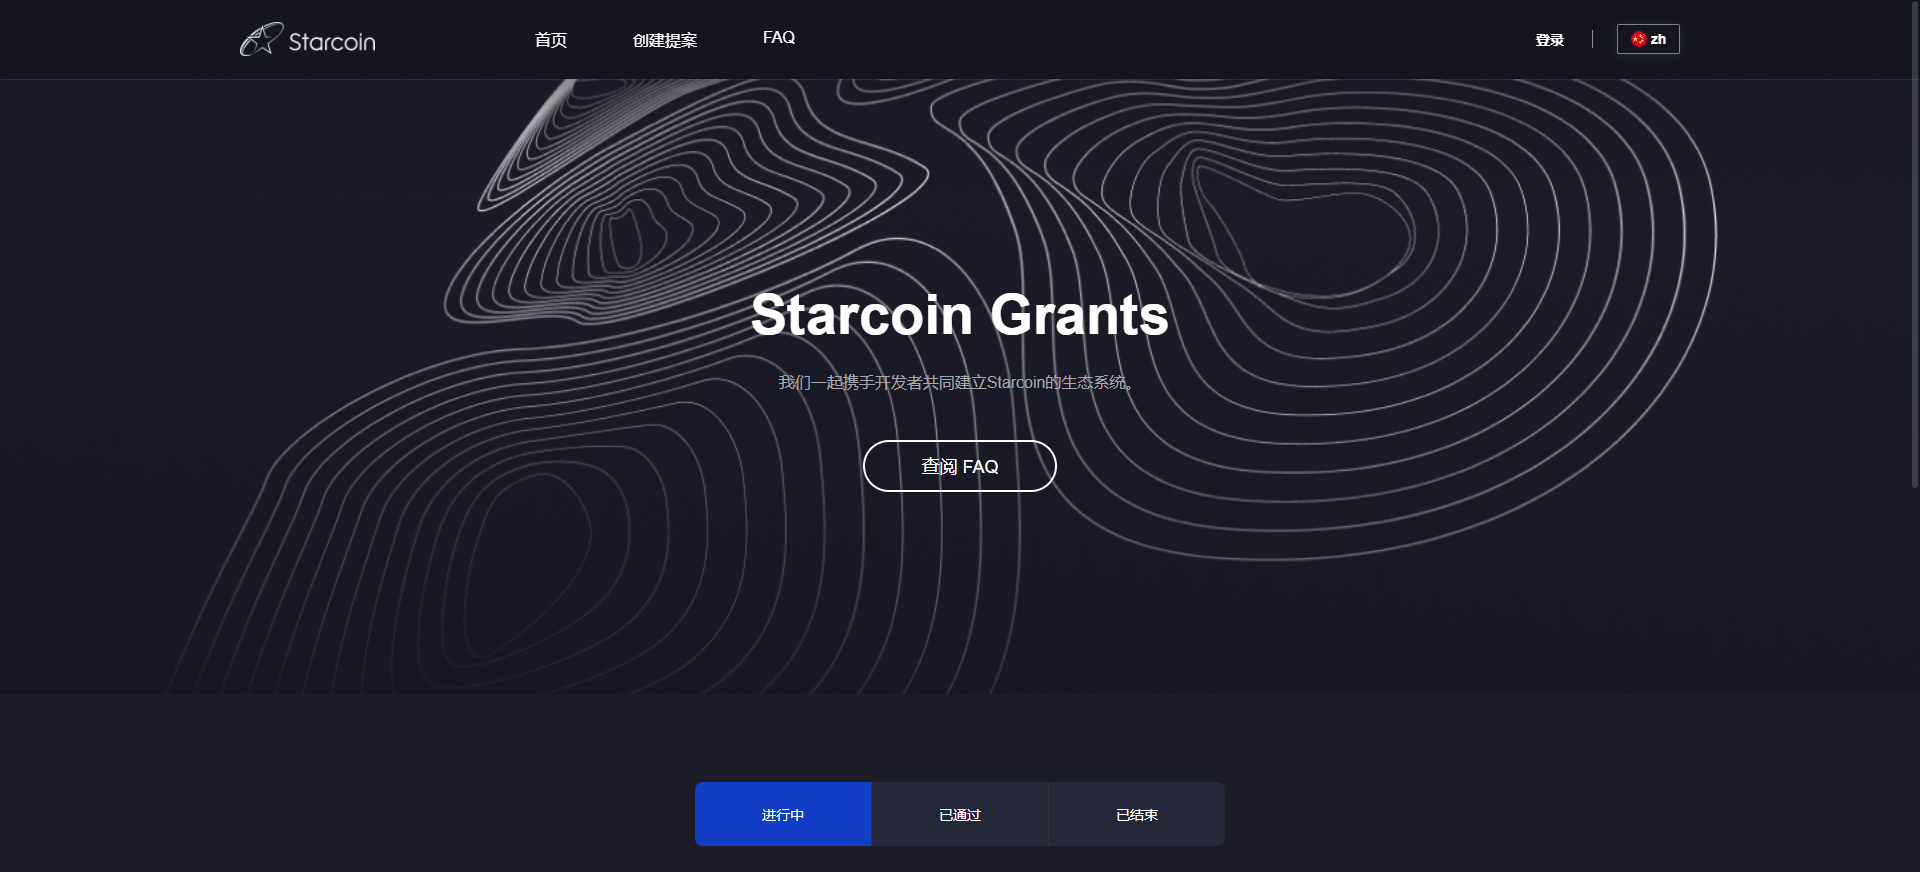 Starcoin
首页
创建提案
FAQ
登录
zh
Starcoin Grants
我们一起携手开发者共同建立Starcoin的生态系统。
查阅 FAQ
进行中
已通过
已结束